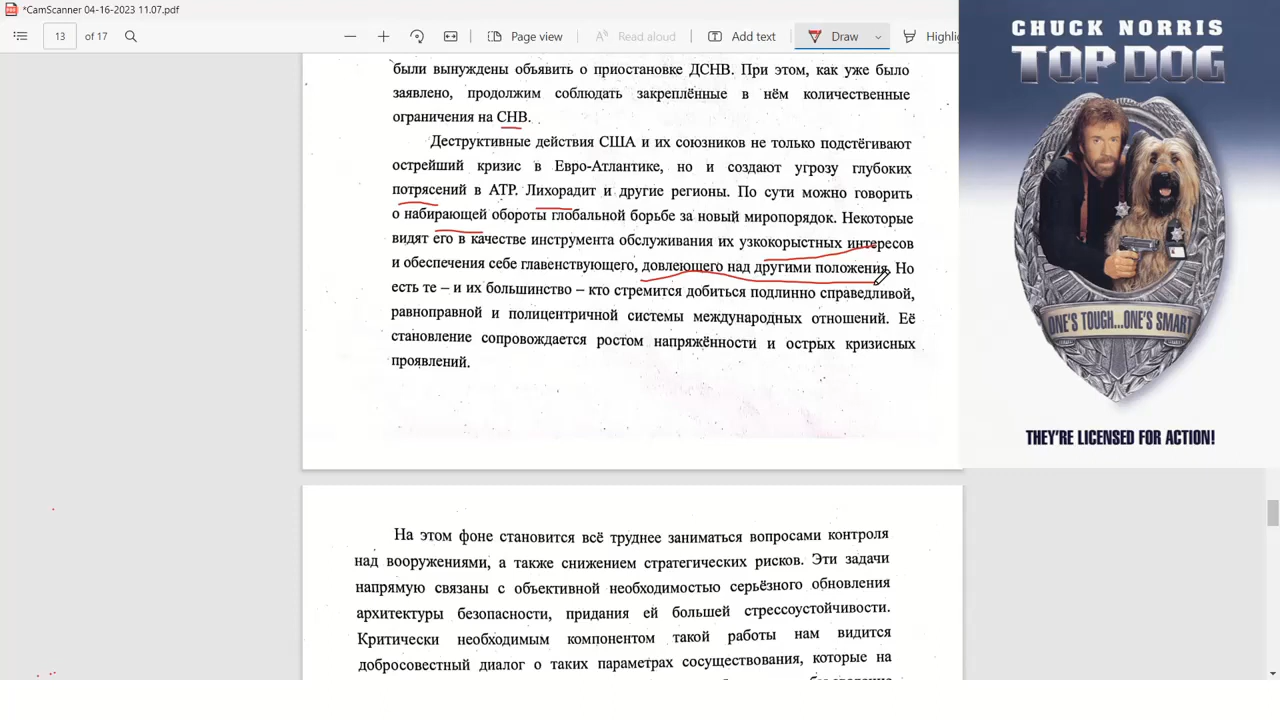 *CamScanner 04-16-2023 11.07.pdf
13 of 17 Page view Read aloud Add text Draw
были вынуждены объявить о приостановке ДСНВ. При этом, как уже было
заявлено, продолжим соблюдать закреплённые в нём количественные
ограничения на СНВ.
Деструктивные действия США и их союзников не только подстёгивают
острейший кризис в Евро-Атлантике, но и создают угрозу глубоких
потрясений в АТР. Лихорадит и другие регионы. По сути можно говорить
о набирающей обороты глобальной борьбе за новый миропорядок. Некоторые
видят его в качестве инструмента обслуживания их узкокорыстных интересов
и обеспечения себе главенствующего, довлеющего над другими положения. Но
есть те – и их большинство – кто стремится добиться подлинно справедливой,
равноправной и полицентричной системы международных отношений. Её
становление сопровождается ростом напряжённости и острых кризисных
проявлений.
На этом фоне становится всё труднее заниматься вопросами контроля
над вооружениями, а также снижением стратегических рисков. Эти задачи
напрямую связаны с объективной необходимостью серьёзного обновления
архитектуры безопасности, придания ей большей стрессоустойчивости.
Критически необходимым компонентом такой работы нам видится
добросовестный диалог о таких параметрах сосуществования, которые на
CHUCK NORRIS
TOP DOG
ONE'S TOUGH...ONE'S SMART
THEY'RE LICENSED FOR ACTION!